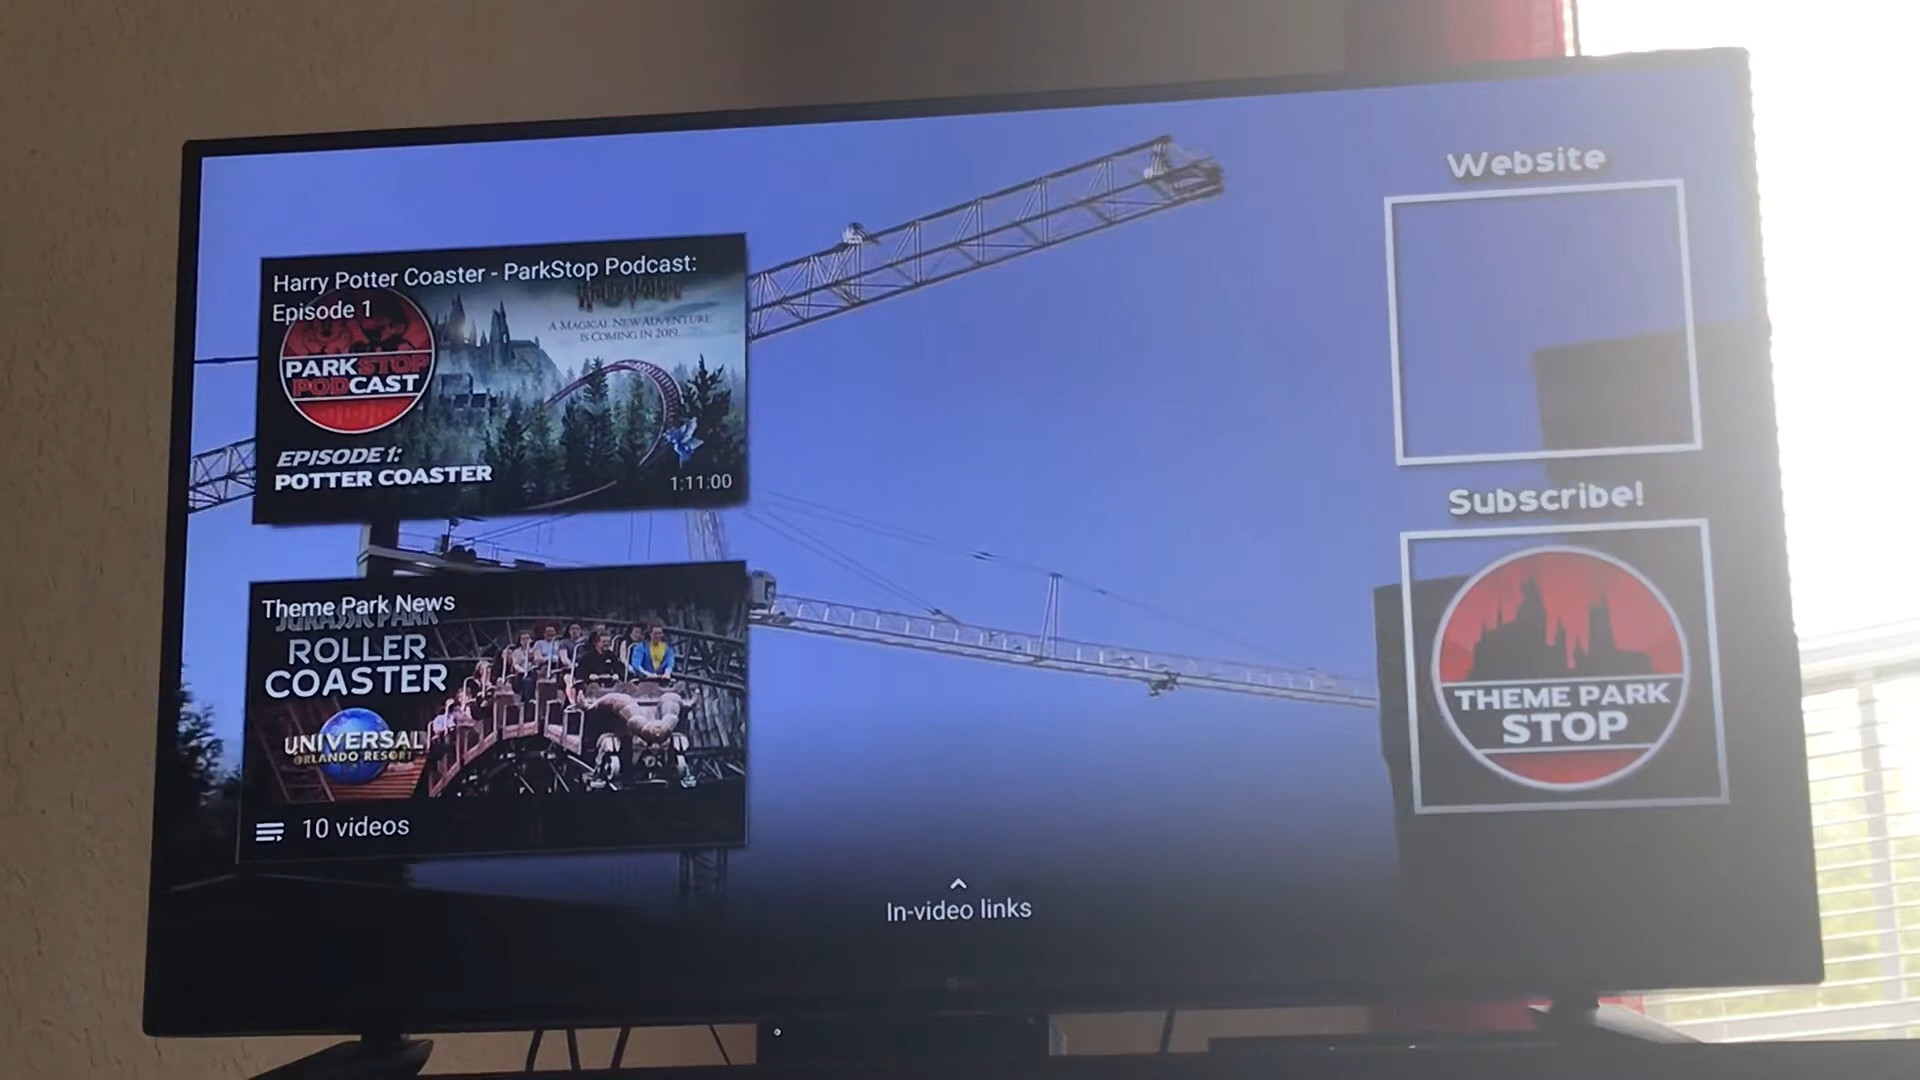 Website
Harry Potter Coaster - ParkStop Podcast:
Episode 1
A MAGICAL NEW ADVENTURE
IS COMING IN 2019
PARKSTOP
PODCAST
EPISODE 1:
POTTER COASTER
1:11:00
Subscribe!
Theme Park News
JURASSIC PARK
ROLLER
COASTER
UNIVERSAL
ORLANDO RESORT
10 videos
THEME PARK
STOP
In-video links